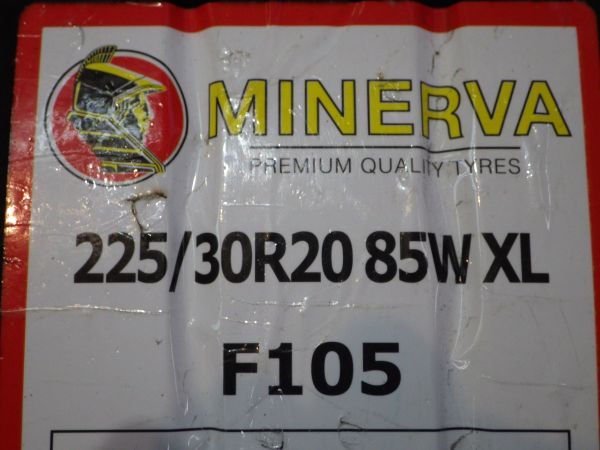 MINERVA
PREMIUM QUALITY TYRES
225/30R20 85W XL
F105